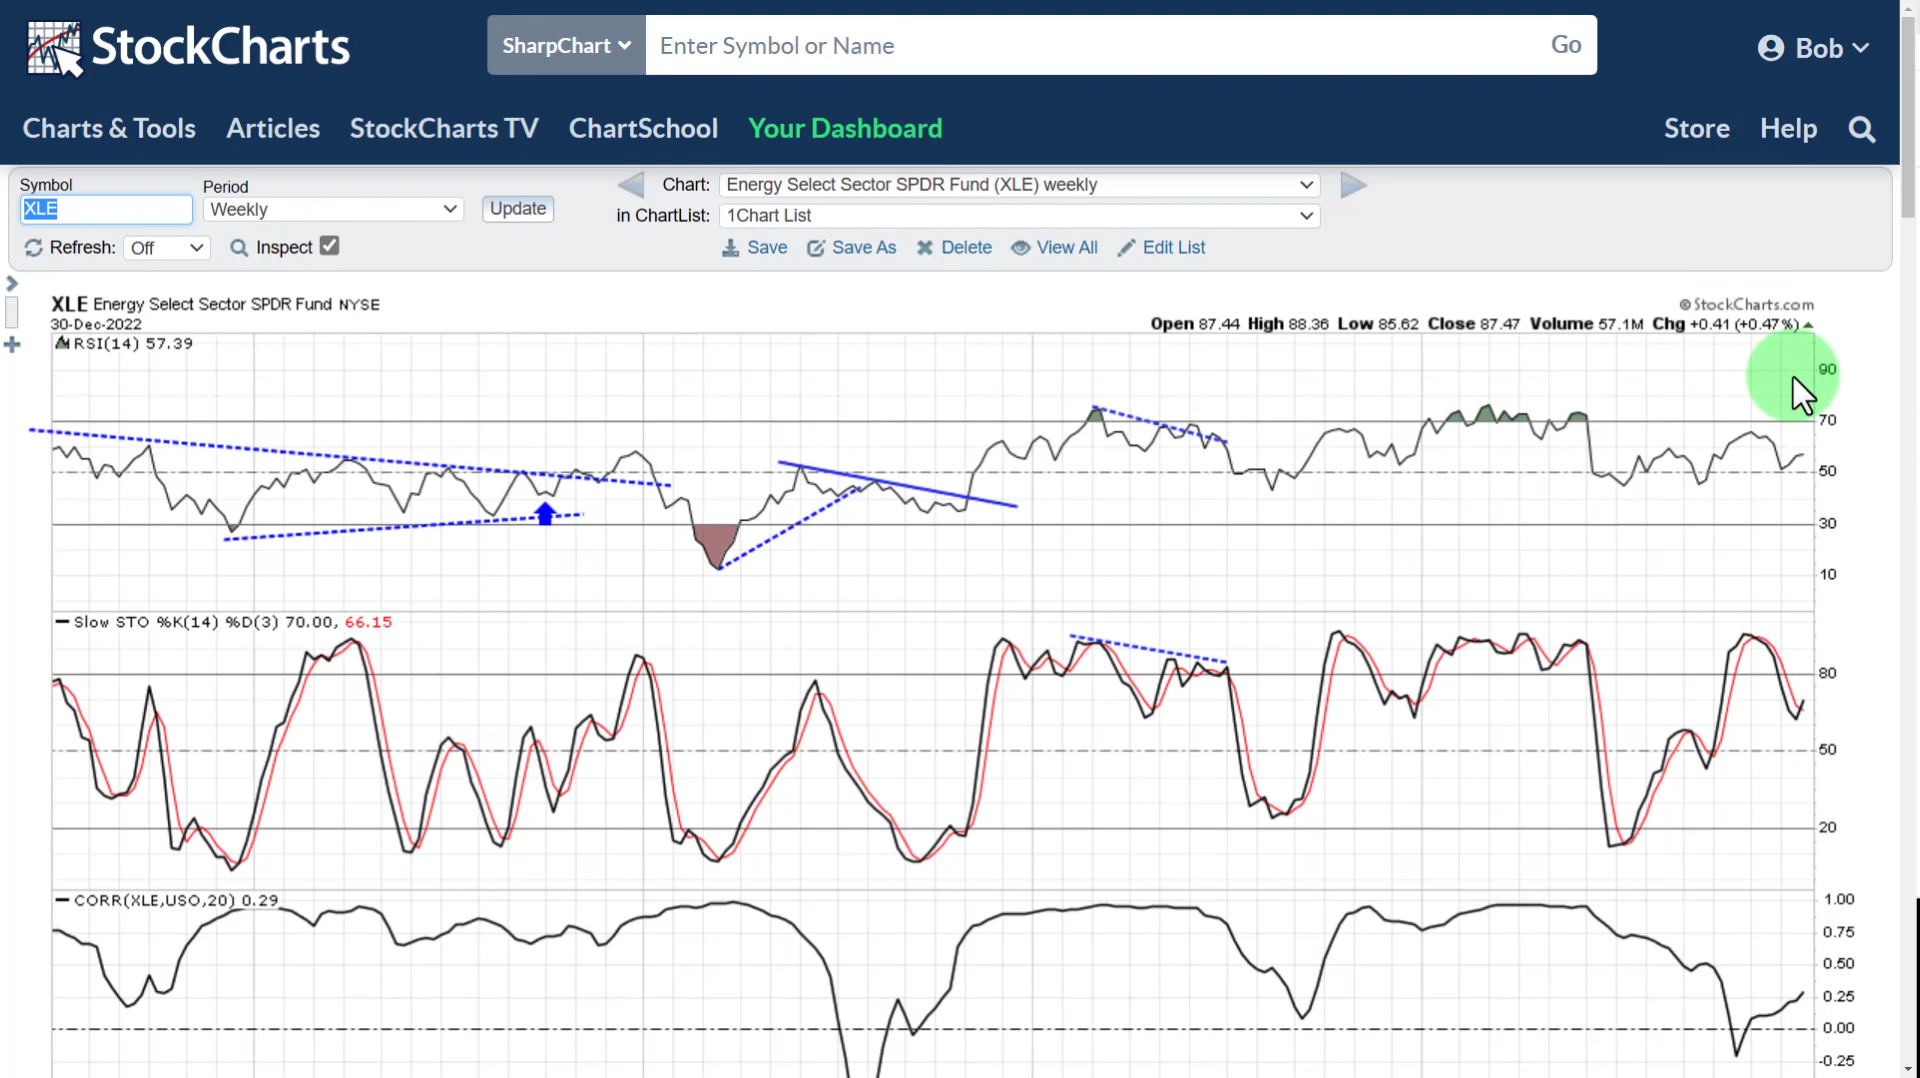 StockCharts
SharpChart Enter Symbol or Name Go
Bob
Charts & Tools Articles StockCharts TV ChartSchool Your Dashboard Store Help
Symbol Period
XLE Weekly Update
Chart: Energy Select Sector SPDR Fund (XLE) weekly
in ChartList: 1Chart List
Refresh: Off Inspect
Save Save As Delete View All Edit List
XLE Energy Select Sector SPDR Fund NYSE
© StockCharts.com
30-Dec-2022
Open 87.44 High 88.36 Low 85.62 Close 87.47 Volume 57.1M Chg +0.41 (+0.47%)
RSI(14) 57.39
90
70
50
30
10
Slow STO %K(14) %D(3) 70.00, 66.15
80
50
20
CORR(XLE,USO,20) 0.29
1.00
0.75
0.50
0.25
0.00
-0.25